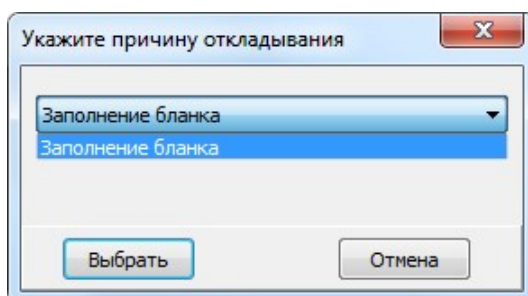 Укажите причину откладывания
Заполнение бланка
Заполнение бланка
Выбрать
Отмена